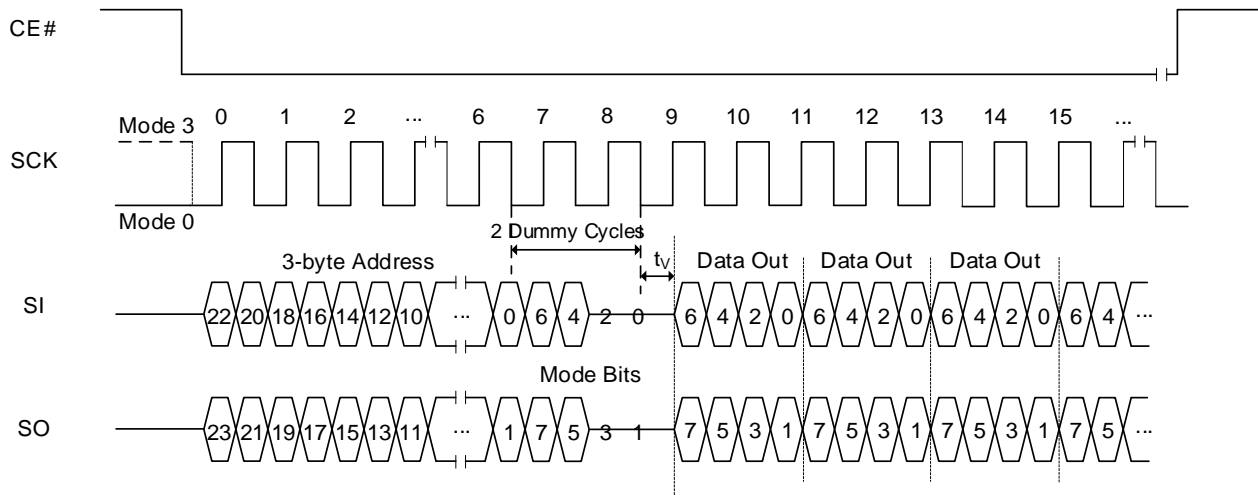 CE#
0 1 2 ... 6 7 8 9 10 11 12 13 14 15 ...
Mode 3
SCK
Mode 0
2 Dummy Cycles
3-byte Address tV Data Out Data Out Data Out
SI 22 20 18 16 14 12 10 ... 0 6 4 2 0 6 4 2 0 6 4 2 0 6 4 2 0 6 4 ...
Mode Bits
SO 23 21 19 17 15 13 11 ... 1 7 5 3 1 7 5 3 1 7 5 3 1 7 5 3 1 7 5 ...